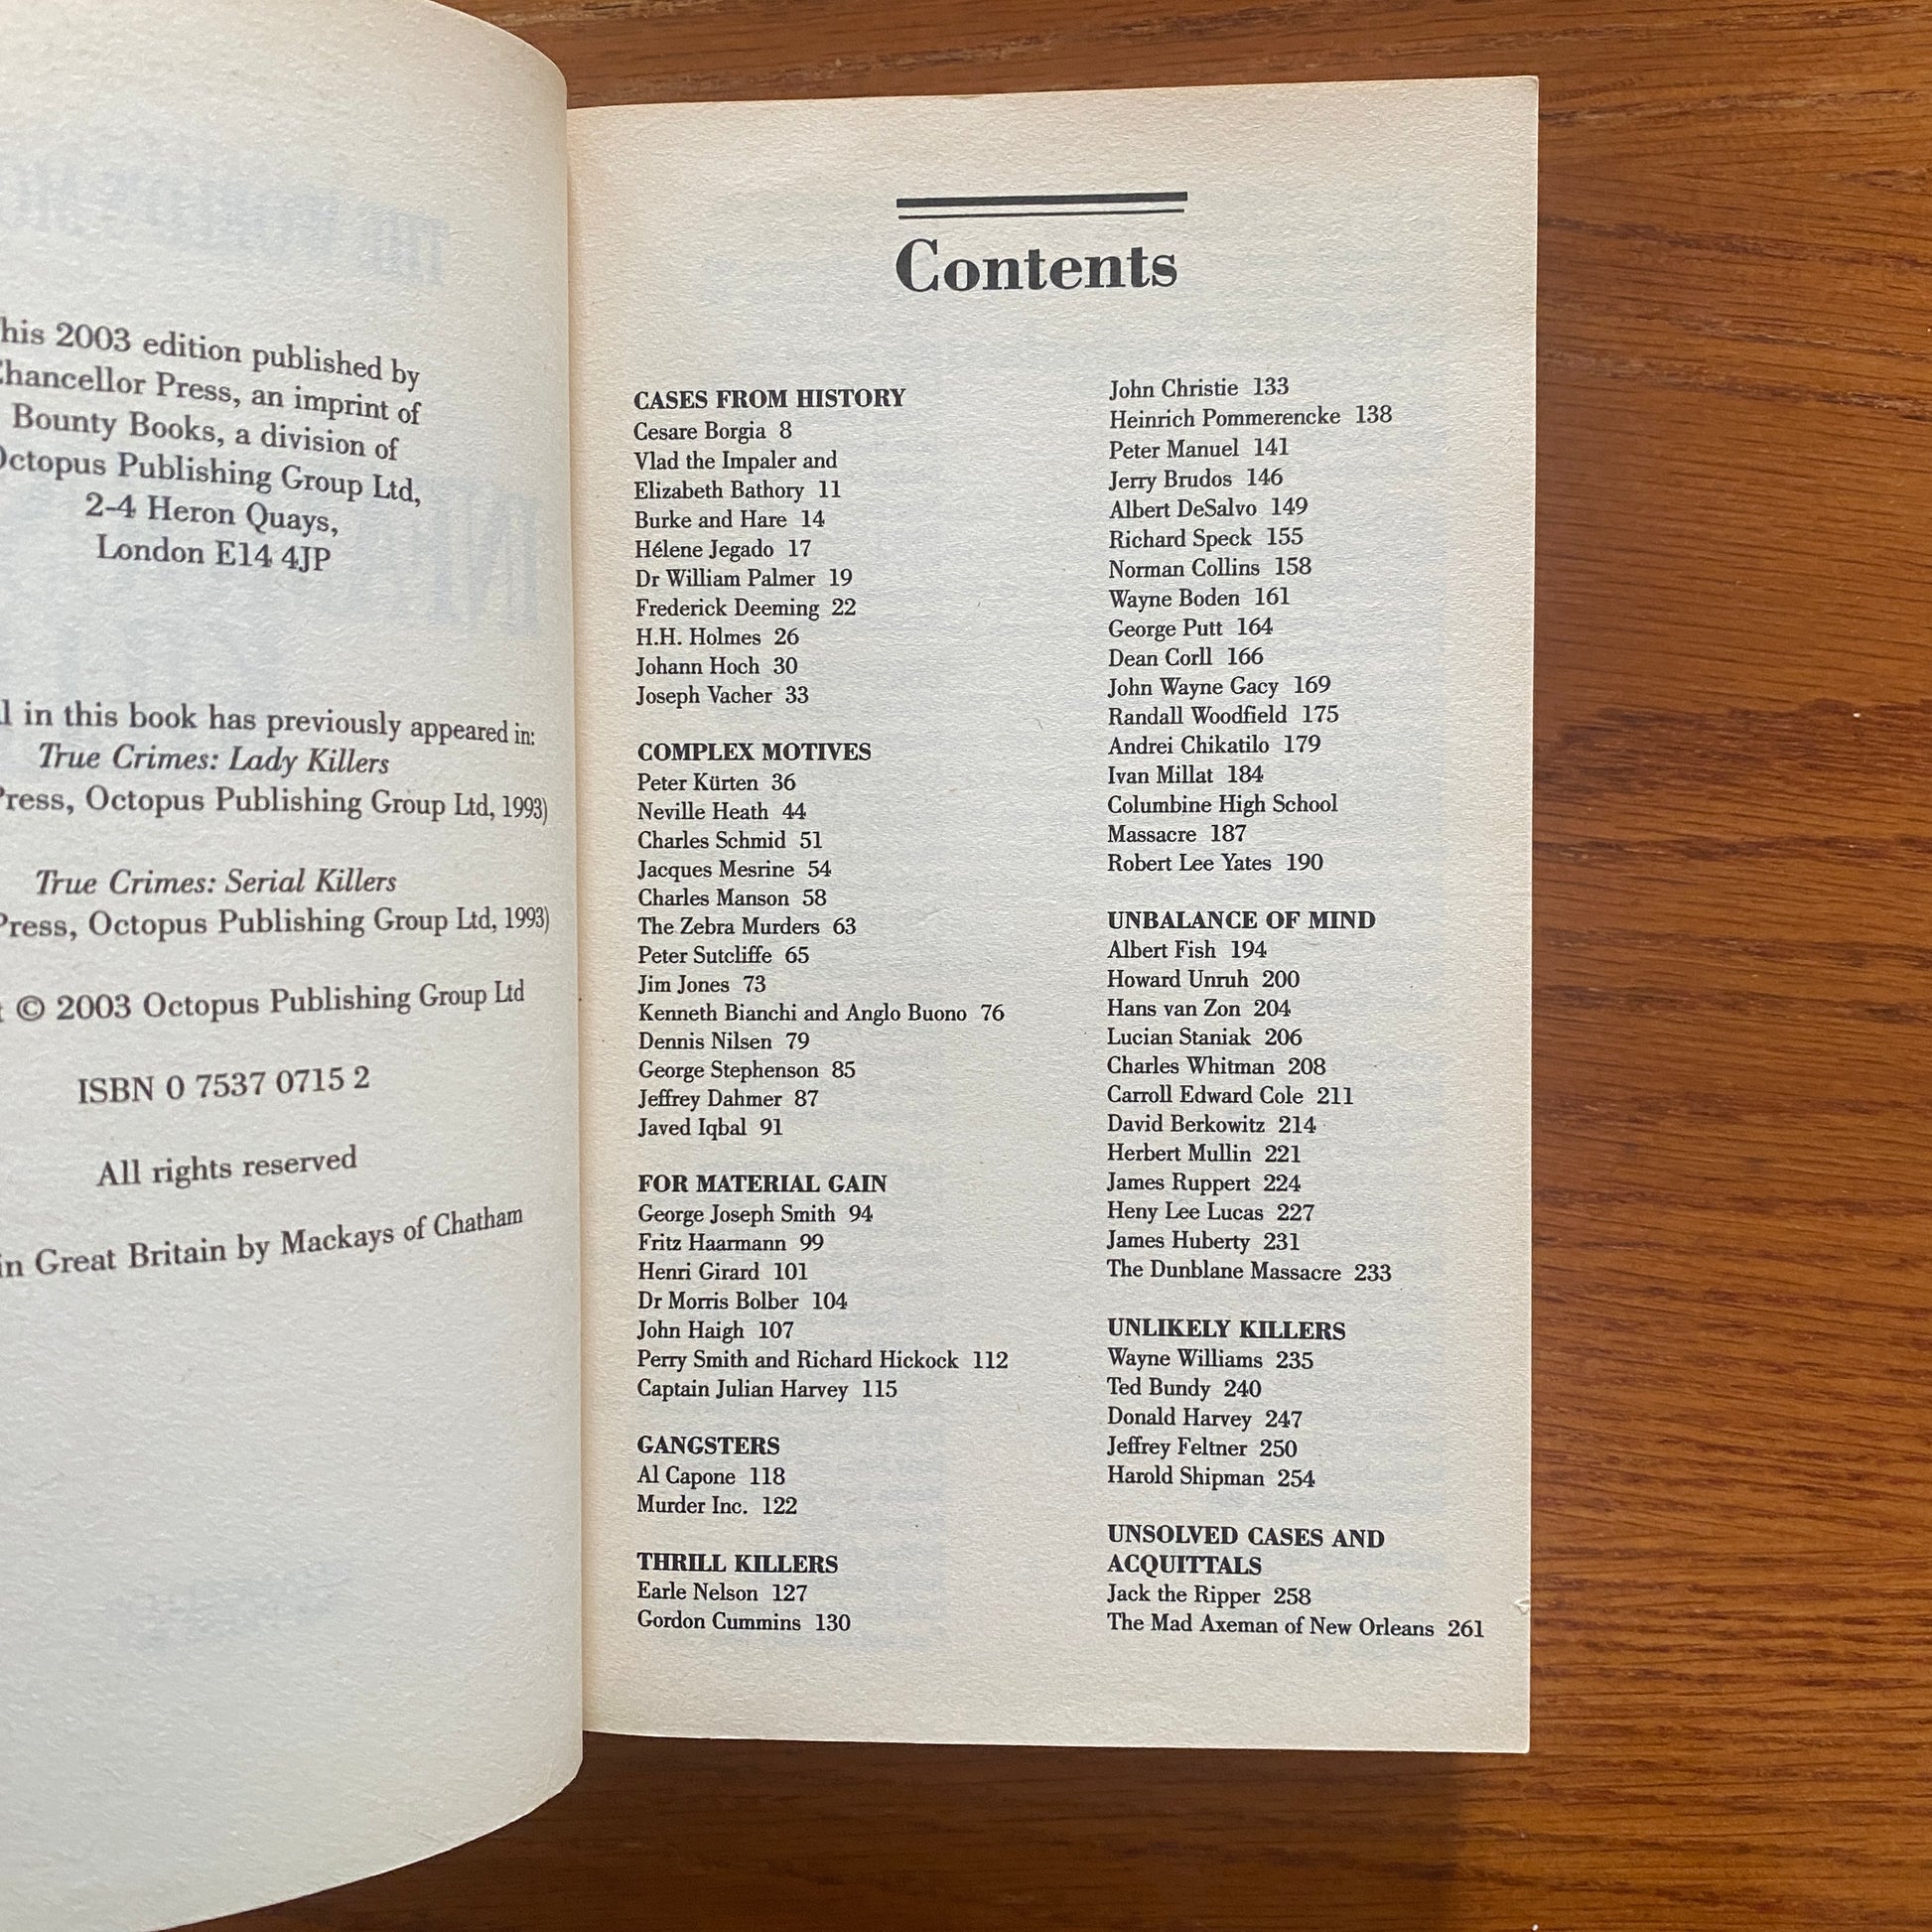 his 2003 edition published by
Chancellor Press, an imprint of
Bounty Books, a division of
Octopus Publishing Group Ltd,
2-4 Heron Quays,
London E14 4JP
l in this book has previously appeared in:
True Crimes: Lady Killers
Press, Octopus Publishing Group Ltd, 1993)
True Crimes: Serial Killers
Press, Octopus Publishing Group Ltd, 1993)
© 2003 Octopus Publishing Group Ltd
ISBN 0 7537 0715 2
All rights reserved
in Great Britain by Mackays of Chatham
Contents
CASES FROM HISTORY
Cesare Borgia 8
Vlad the Impaler and
Elizabeth Bathory 11
Burke and Hare 14
Hélene Jegado 17
Dr William Palmer 19
Frederick Deeming 22
H.H. Holmes 26
Johann Hoch 30
Joseph Vacher 33
COMPLEX MOTIVES
Peter Kürten 36
Neville Heath 44
Charles Schmid 51
Jacques Mesrine 54
Charles Manson 58
The Zebra Murders 63
Peter Sutcliffe 65
Jim Jones 73
Kenneth Bianchi and Anglo Buono 76
Dennis Nilsen 79
George Stephenson 85
Jeffrey Dahmer 87
Javed Iqbal 91
FOR MATERIAL GAIN
George Joseph Smith 94
Fritz Haarmann 99
Henri Girard 101
Dr Morris Bolber 104
John Haigh 107
Perry Smith and Richard Hickock 112
Captain Julian Harvey 115
GANGSTERS
Al Capone 118
Murder Inc. 122
THRILL KILLERS
Earle Nelson 127
Gordon Cummins 130
John Christie 133
Heinrich Pommerencke 138
Peter Manuel 141
Jerry Brudos 146
Albert DeSalvo 149
Richard Speck 155
Norman Collins 158
Wayne Boden 161
George Putt 164
Dean Corll 166
John Wayne Gacy 169
Randall Woodfield 175
Andrei Chikatilo 179
Ivan Millat 184
Columbine High School
Massacre 187
Robert Lee Yates 190
UNBALANCE OF MIND
Albert Fish 194
Howard Unruh 200
Hans van Zon 204
Lucian Staniak 206
Charles Whitman 208
Carroll Edward Cole 211
David Berkowitz 214
Herbert Mullin 221
James Ruppert 224
Heny Lee Lucas 227
James Huberty 231
The Dunblane Massacre 233
UNLIKELY KILLERS
Wayne Williams 235
Ted Bundy 240
Donald Harvey 247
Jeffrey Feltner 250
Harold Shipman 254
UNSOLVED CASES AND
ACQUITTALS
Jack the Ripper 258
The Mad Axeman of New Orleans 261